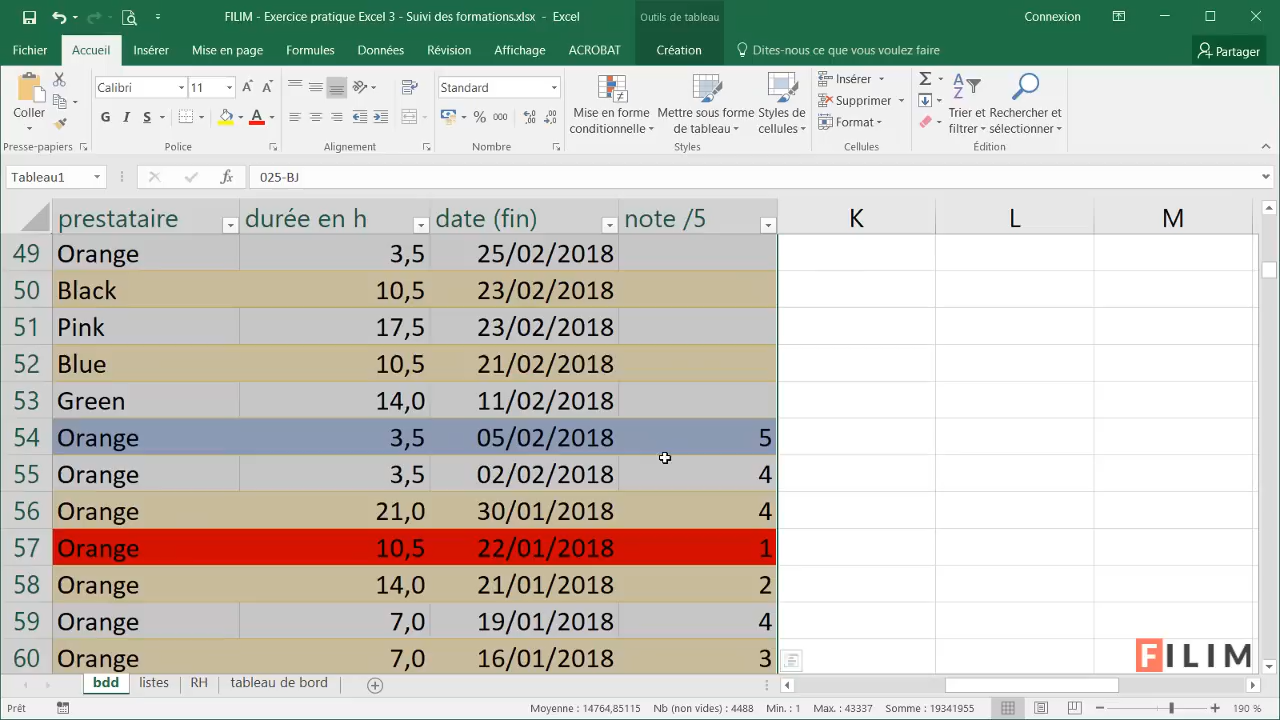 FILIM - Exercice pratique Excel 3 - Suivi des formations.xlsx - Excel
Outils de tableau
Connexion
Fichier Accueil Insérer Mise en page Formules Données Révision Affichage ACROBAT Création Dites-nous ce que vous voulez faire Partager
Coller
Calibri 11
G I S
Standard
% 000
Mise en forme conditionnelle
Mettre sous forme de tableau
Styles de cellules
Insérer
Supprimer
Format
Trier et filtrer
Rechercher et sélectionner
Presse-papiers Police Alignement Nombre Styles Cellules Édition
Tableau1 fx 025-BJ
prestataire durée en h date (fin) note /5 K L M
49 Orange 3,5 25/02/2018
50 Black 10,5 23/02/2018
51 Pink 17,5 23/02/2018
52 Blue 10,5 21/02/2018
53 Green 14,0 11/02/2018
54 Orange 3,5 05/02/2018 5
55 Orange 3,5 02/02/2018 4
56 Orange 21,0 30/01/2018 4
57 Orange 10,5 22/01/2018 1
58 Orange 14,0 21/01/2018 2
59 Orange 7,0 19/01/2018 4
60 Orange 7,0 16/01/2018 3
FILIM
bdd listes RH tableau de bord
Prêt Moyenne : 14764,85115 Nb (non vides) : 4488 Min. : 1 Max. : 43337 Somme : 19341955 190 %